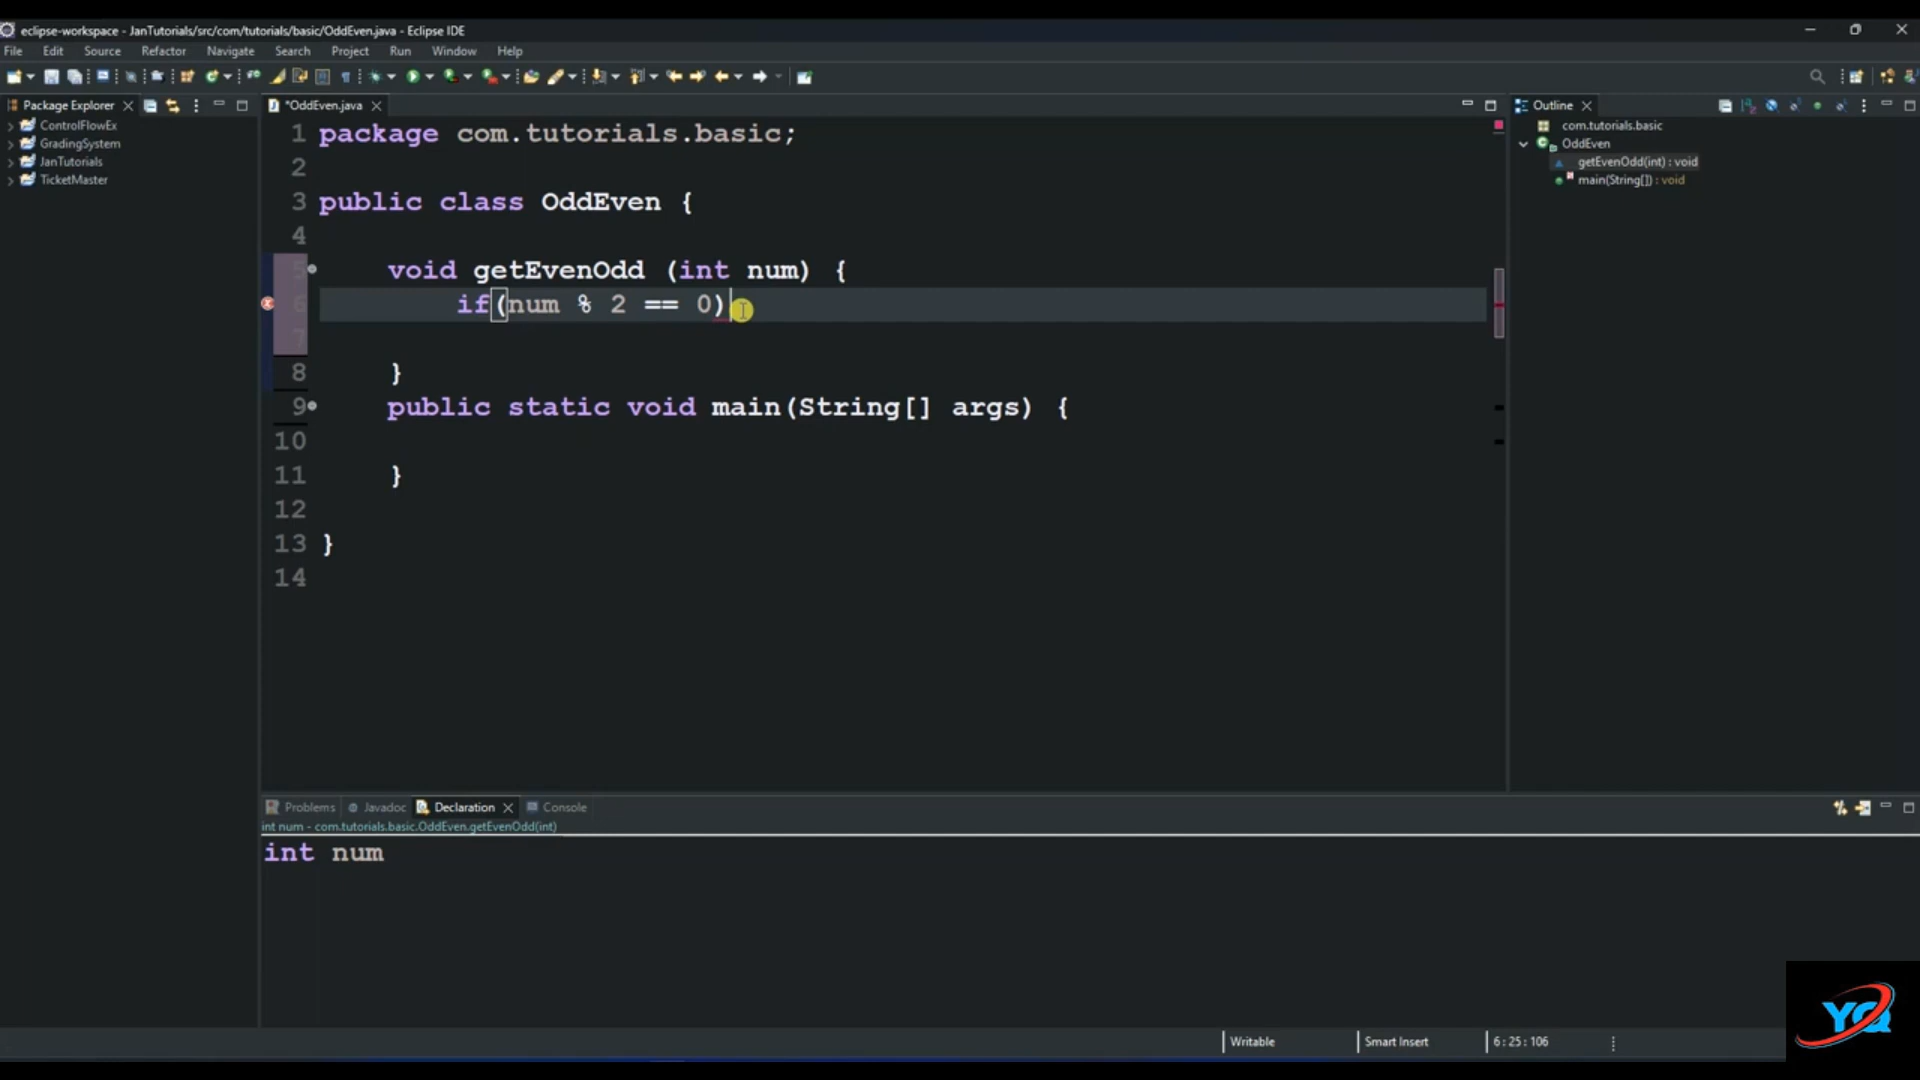 eclipse-workspace - JanTutorials/src/com/tutorials/basic/OddEven.java - Eclipse IDE
File Edit Source Refactor Navigate Search Project Run Window Help
Package Explorer
ControlFlowEx
GradingSystem
JanTutorials
TicketMaster
*OddEven.java
1 package com.tutorials.basic;
2
3 public class OddEven {
4
5 void getEvenOdd (int num) {
6 if(num % 2 == 0)
7
8 }
9 public static void main(String[] args) {
10
11 }
12
13 }
14
Outline
com.tutorials.basic
OddEven
getEvenOdd(int) : void
main(String[]) : void
Problems Javadoc Declaration Console
int num - com.tutorials.basic.OddEven.getEvenOdd(int)
int num
Writable Smart Insert 6 : 25 : 106
YQ